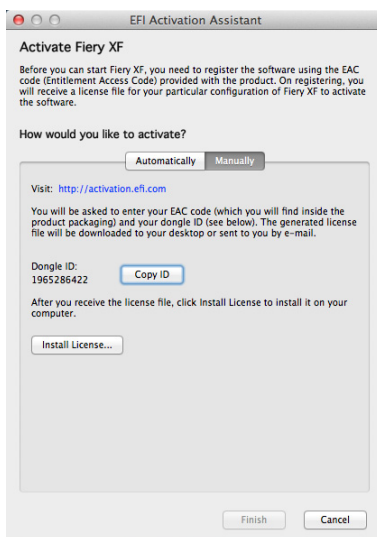 EFI Activation Assistant
Activate Fiery XF
Before you can start Fiery XF, you need to register the software using the EAC
code (Entitlement Access Code) provided with the product. On registering, you
will receive a license file for your particular configuration of Fiery XF to activate
the software.
How would you like to activate?
Automatically Manually
Visit: http://activation.efi.com
You will be asked to enter your EAC code (which you will find inside the
product packaging) and your dongle ID (see below). The generated license
file will be downloaded to your desktop or sent to you by e-mail.
Dongle ID:
1965286422
Copy ID
After you receive the license file, click Install License to install it on your
computer.
Install License...
Finish Cancel